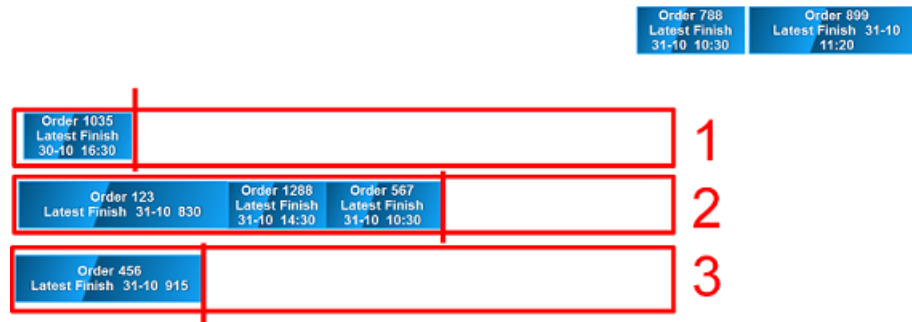 Order 788
Latest Finish
31-10 10:30
Order 899
Latest Finish 31-10
11:20
Order 1035
Latest Finish
30-10 16:30
1
Order 123
Latest Finish 31-10 830
Order 1288
Latest Finish
31-10 14:30
Order 567
Latest Finish
31-10 10:30
2
Order 456
Latest Finish 31-10 915
3